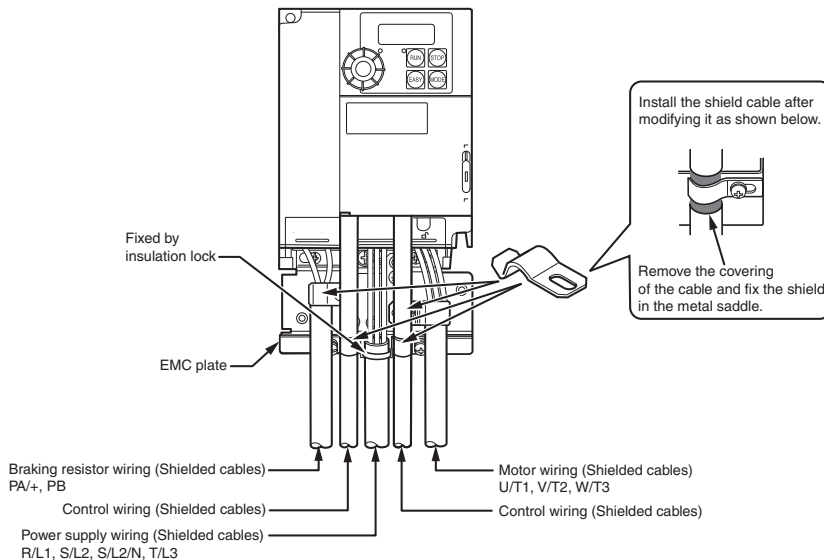 RUN
STOP
EASY
MODE
Install the shield cable after
modifying it as shown below.
Remove the covering
of the cable and fix the shield
in the metal saddle.
Fixed by
insulation lock
EMC plate
Braking resistor wiring (Shielded cables)
PA/+, PB
Control wiring (Shielded cables)
Power supply wiring (Shielded cables)
R/L1, S/L2, S/L2/N, T/L3
Motor wiring (Shielded cables)
U/T1, V/T2, W/T3
Control wiring (Shielded cables)